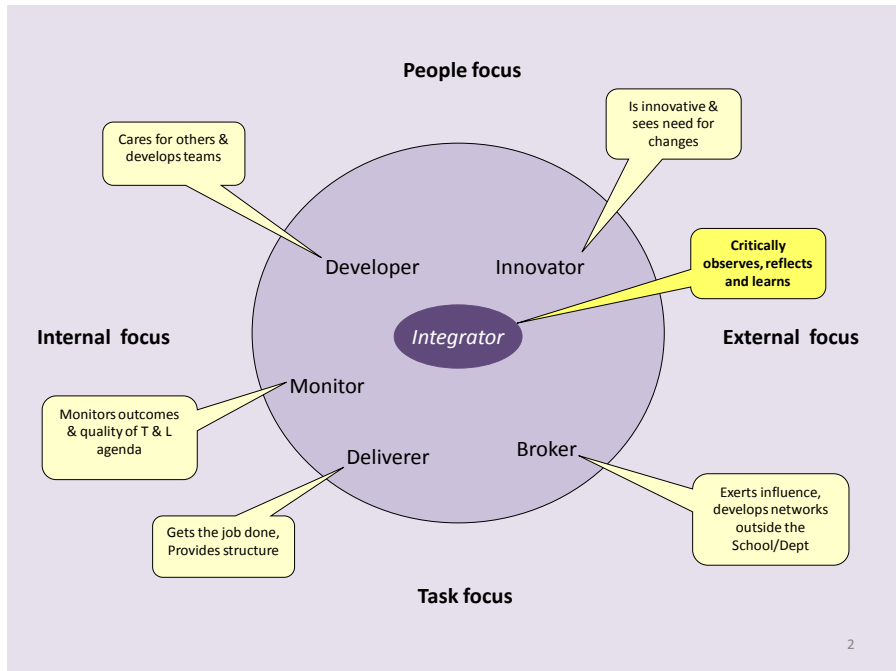 People focus
Is innovative &
sees need for
changes
Cares for others &
develops teams
Critically
observes, reflects
and learns
Developer
Innovator
Integrator
Internal focus
External focus
Monitor
Monitors outcomes
& quality of T & L
agenda
Deliverer
Broker
Exerts influence,
develops networks
outside the
School/Dept
Gets the job done,
Provides structure
Task focus
2